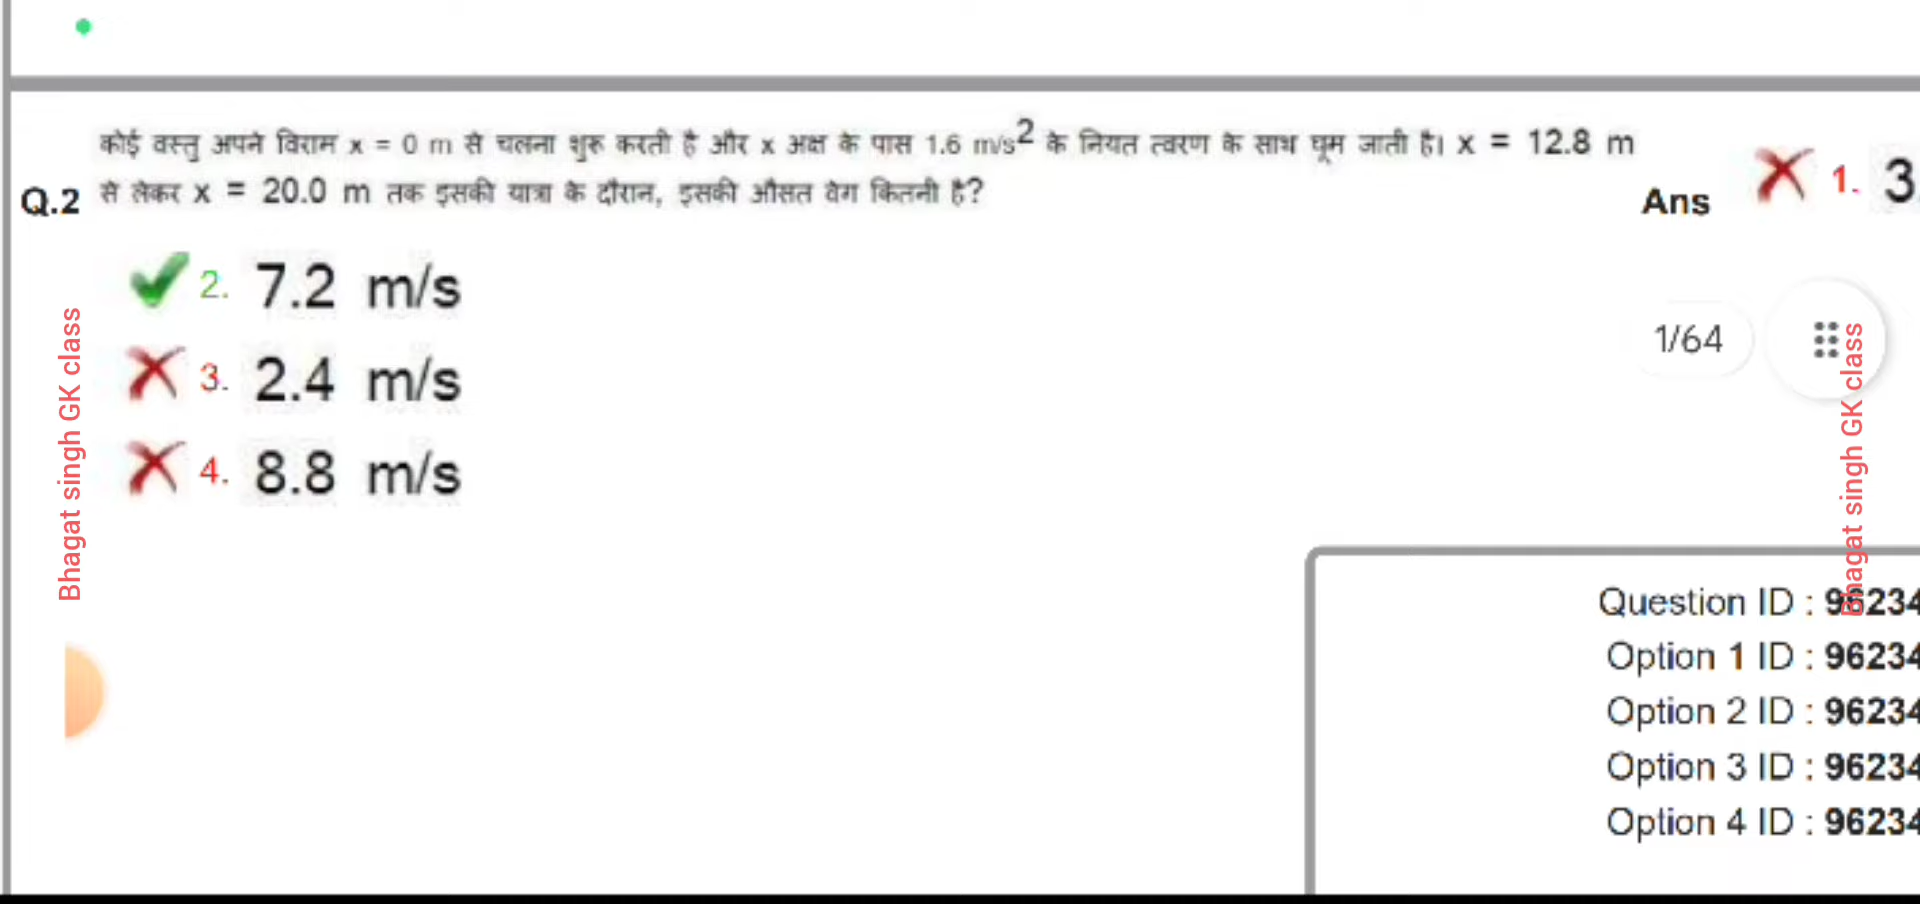 कोई वस्तु अपने विराम x = 0 m से चलना शुरू करती है और x अक्ष के पास 1.6 m/s² के नियत त्वरण के साथ घूम जाती है। x = 12.8 m
Q.2 से लेकर x = 20.0 m तक इसकी यात्रा के दौरान, इसकी औसत वेग कितनी है?
Ans 1. 3
2. 7.2 m/s
3. 2.4 m/s
4. 8.8 m/s
1/64
Bhagat singh GK class
Bhagat singh GK class
Question ID : 96234
Option 1 ID : 96234
Option 2 ID : 96234
Option 3 ID : 96234
Option 4 ID : 96234